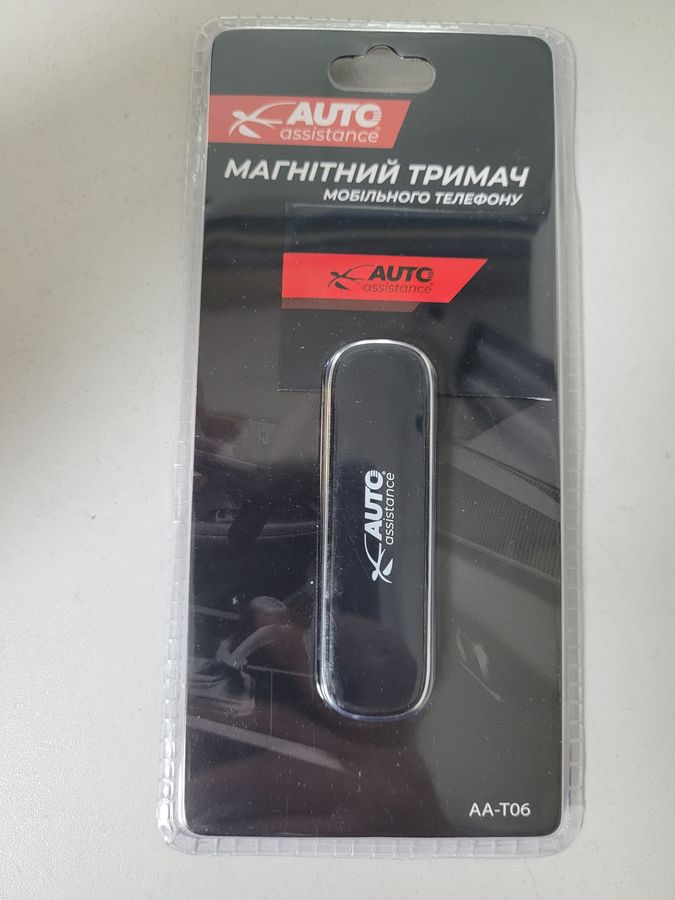 AUTO
assistance
МАГНІТНИЙ ТРИМАЧ
МОБІЛЬНОГО ТЕЛЕФОНУ
AUTO
assistance
AUTO
assistance
AA-T06